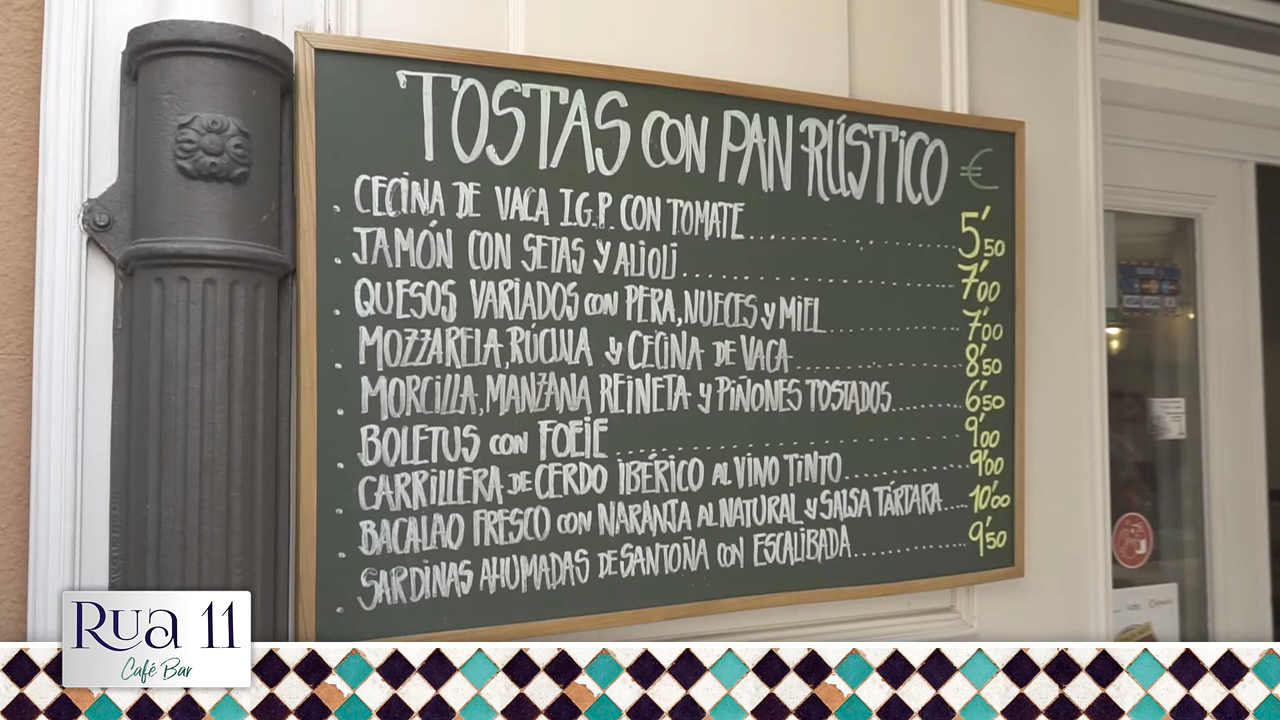 TOSTAS CON PAN RÚSTICO €
. CECINA DE VACA I.G.P. CON TOMATE.................... 5'50
. JAMÓN CON SETAS Y ALIOLI.................... 7'00
. QUESOS VARIADOS CON PERA, NUECES Y MIEL.................... 7'00
. MOZZARELA, RÚCULA Y CECINA DE VACA.................... 8'50
. MORCILLA, MANZANA REINETA Y PIÑONES TOSTADOS.......... 6'50
. BOLETUS CON FOEIE.................... 9'00
. CARRILLERA DE CERDO IBÉRICO AL VINO TINTO.............. 9'00
. BACALAO FRESCO CON NARANJA AL NATURAL Y SALSA TÁRTARA.... 10'00
. SARDINAS AHUMADAS DE SANTOÑA CON ESCALIBADA.............. 9'50
Rua 11
Café Bar